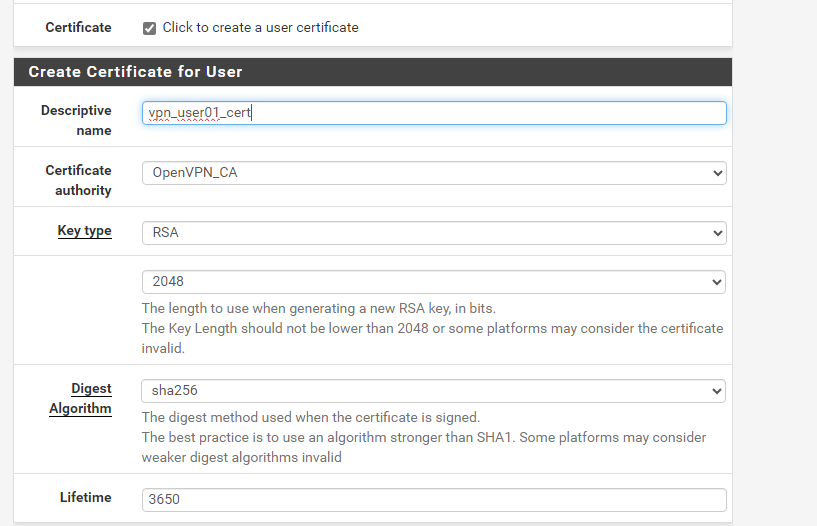 Certificate Click to create a user certificate
Create Certificate for User
Descriptive name vpn_user01_cert
Certificate authority OpenVPN_CA
Key type RSA
2048
The length to use when generating a new RSA key, in bits.
The Key Length should not be lower than 2048 or some platforms may consider the certificate
invalid.
Digest Algorithm sha256
The digest method used when the certificate is signed.
The best practice is to use an algorithm stronger than SHA1. Some platforms may consider
weaker digest algorithms invalid
Lifetime 3650